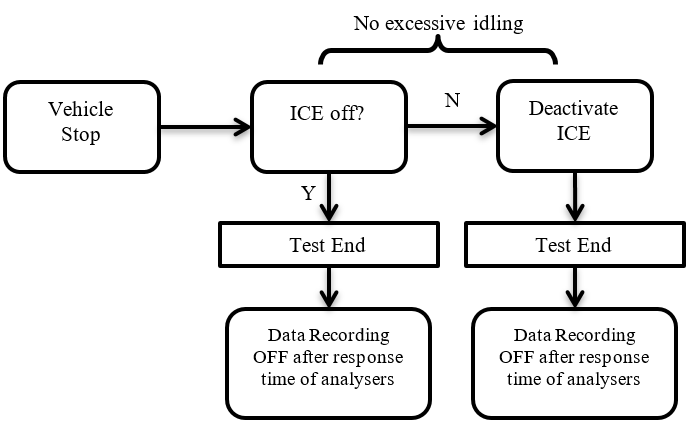 No excessive idling
Vehicle
Stop
ICE off?
N
Deactivate
ICE
Y
Test End
Test End
Data Recording
OFF after response
time of analysers
Data Recording
OFF after response
time of analysers